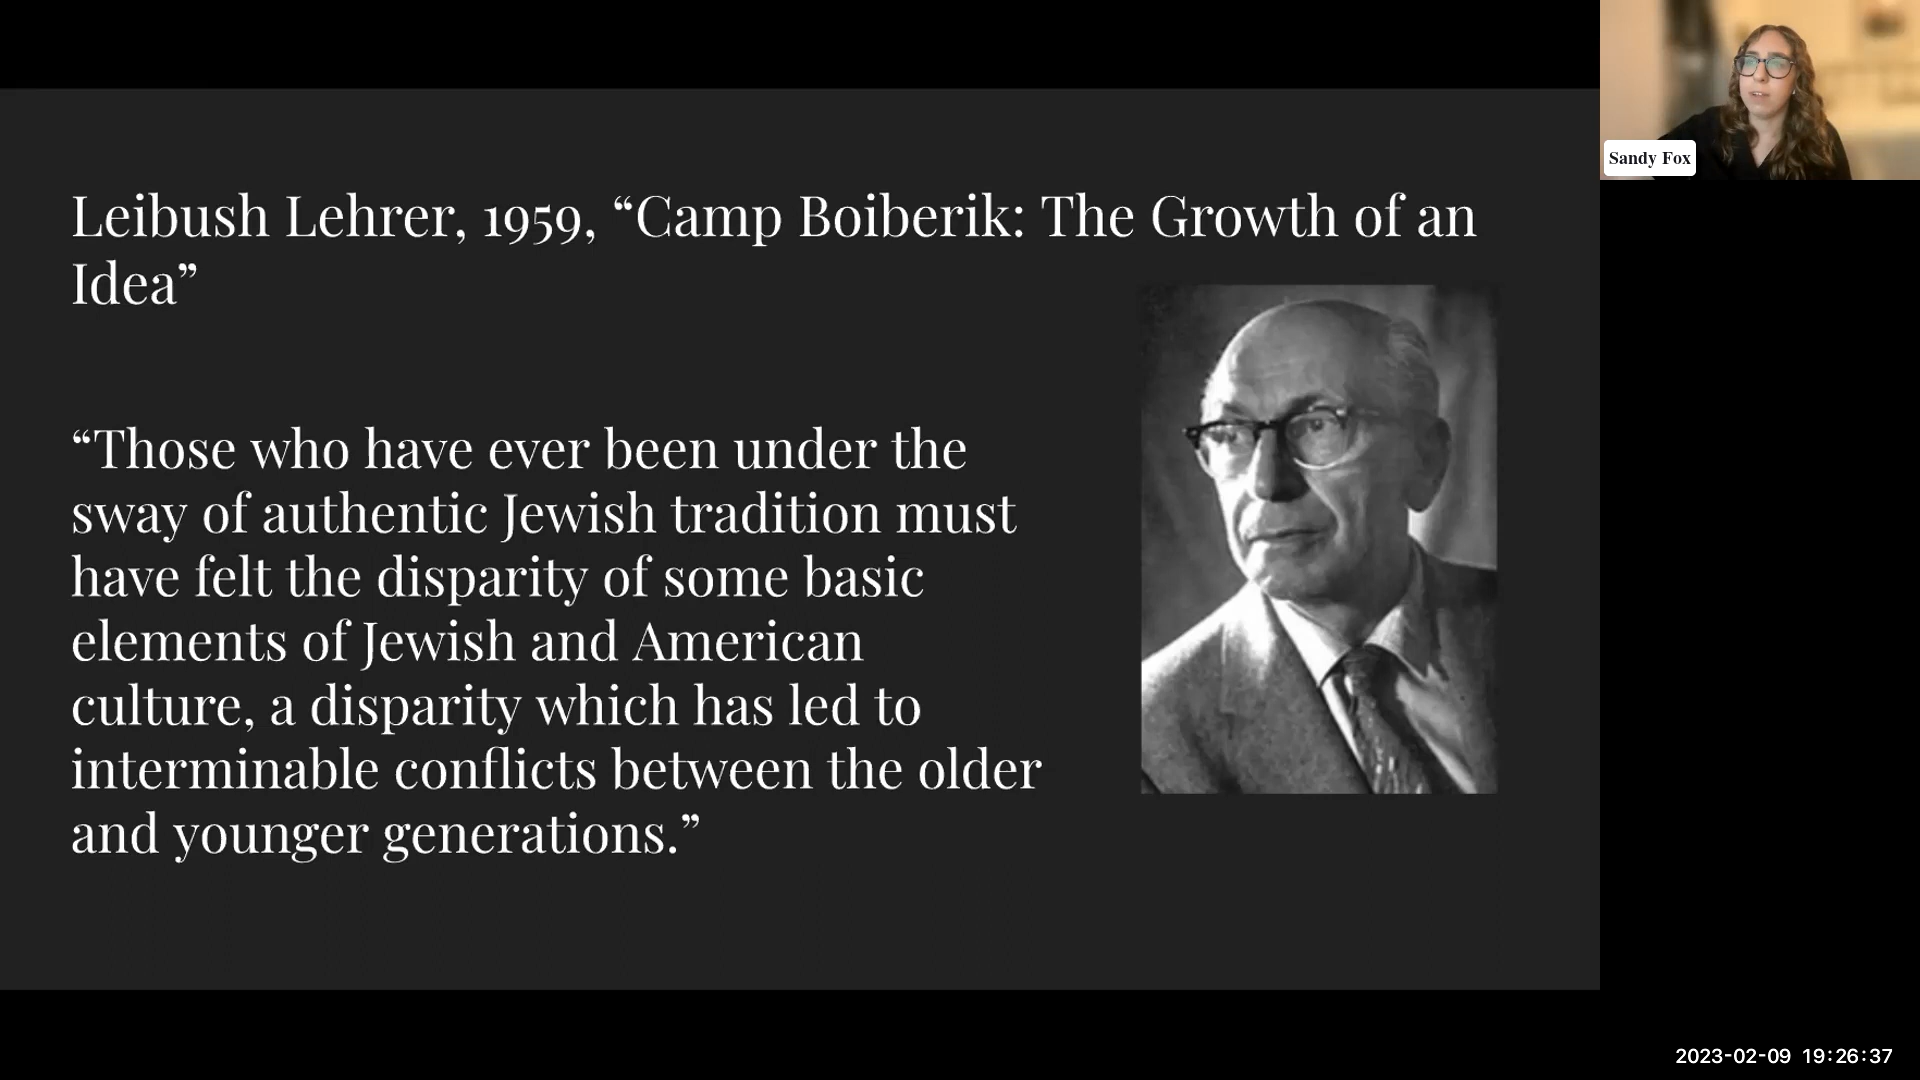 Leibush Lehrer, 1959, “Camp Boiberik: The Growth of an
Idea”
“Those who have ever been under the
sway of authentic Jewish tradition must
have felt the disparity of some basic
elements of Jewish and American
culture, a disparity which has led to
interminable conflicts between the older
and younger generations.”
Sandy Fox
2023-02-09 19:26:37